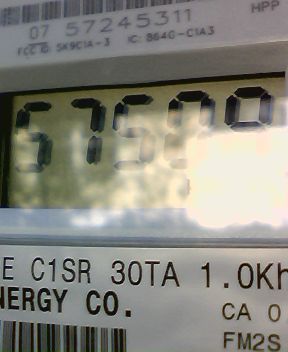 HPP
07 57245311
FCC ID: SK9C1A-3 IC: 864G-C1A3
E C1SR 30TA 1.0Kh
NERGY CO.
CA 0
FM2S